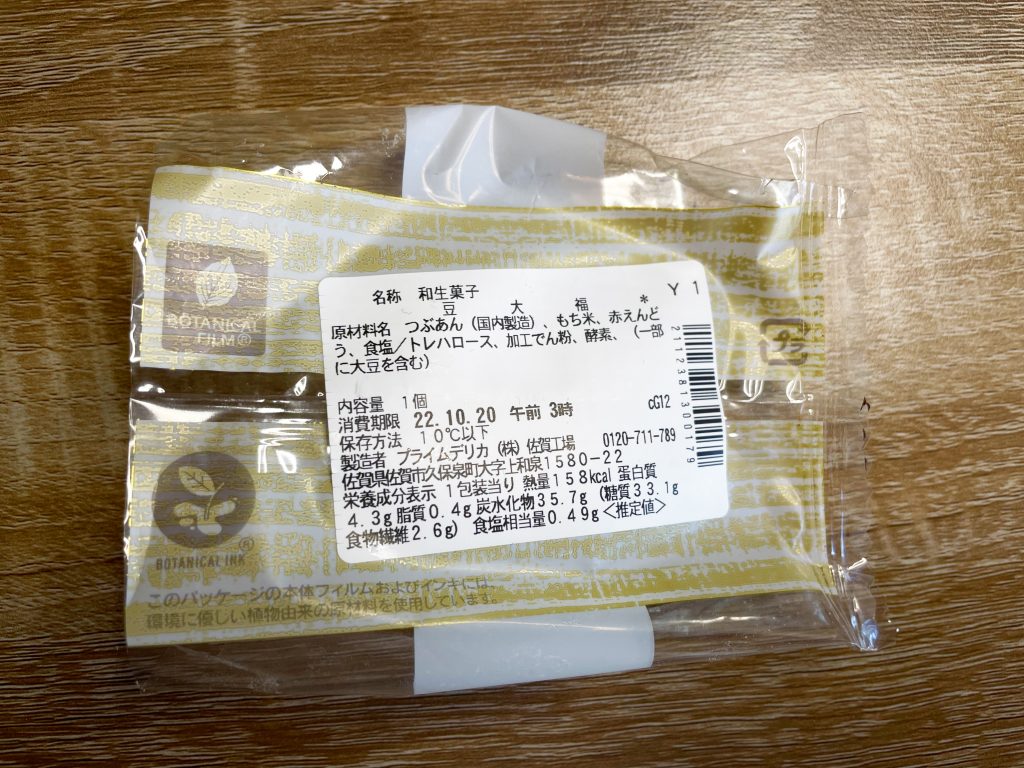 名称 和生菓子
豆 大 福 *
Y 1
原材料名 つぶあん（国内製造）、もち米、赤えんど
う、食塩／トレハロース、加工でん粉、酵素、（一部
に大豆を含む）
内容量 1個
消費期限 22.10.20 午前 3時
cG12
保存方法 10℃以下
製造者 プライムデリカ（株）佐賀工場 0120-711-789
佐賀県佐賀市久保泉町大字上和泉1580-22
栄養成分表示 1包装当り 熱量158kcal 蛋白質
4.3g 脂質0.4g 炭水化物35.7g（糖質33.1g
食物繊維2.6g） 食塩相当量0.49g<推定値>
2112381300179
プラ
BOTANICAL
FILM®
BOTANICAL INK®
このパッケージの本体フィルムおよびインキには、
環境に優しい植物由来の原材料を使用しています。